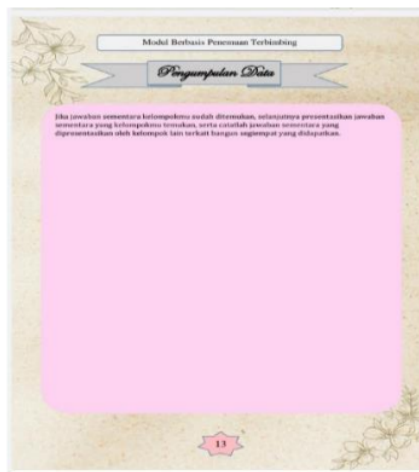 Modul Berbasis Penemuan Terbimbing
Pengumpulan Data
Jika jawaban sementara kelompokmu sudah ditemukan, selanjutnya presentasikan jawaban
sementara yang kelompokmu temukan, serta catatlah jawaban sementara yang
dipresentasikan oleh kelompok lain terkait bangun segiempat yang didapatkan.
13